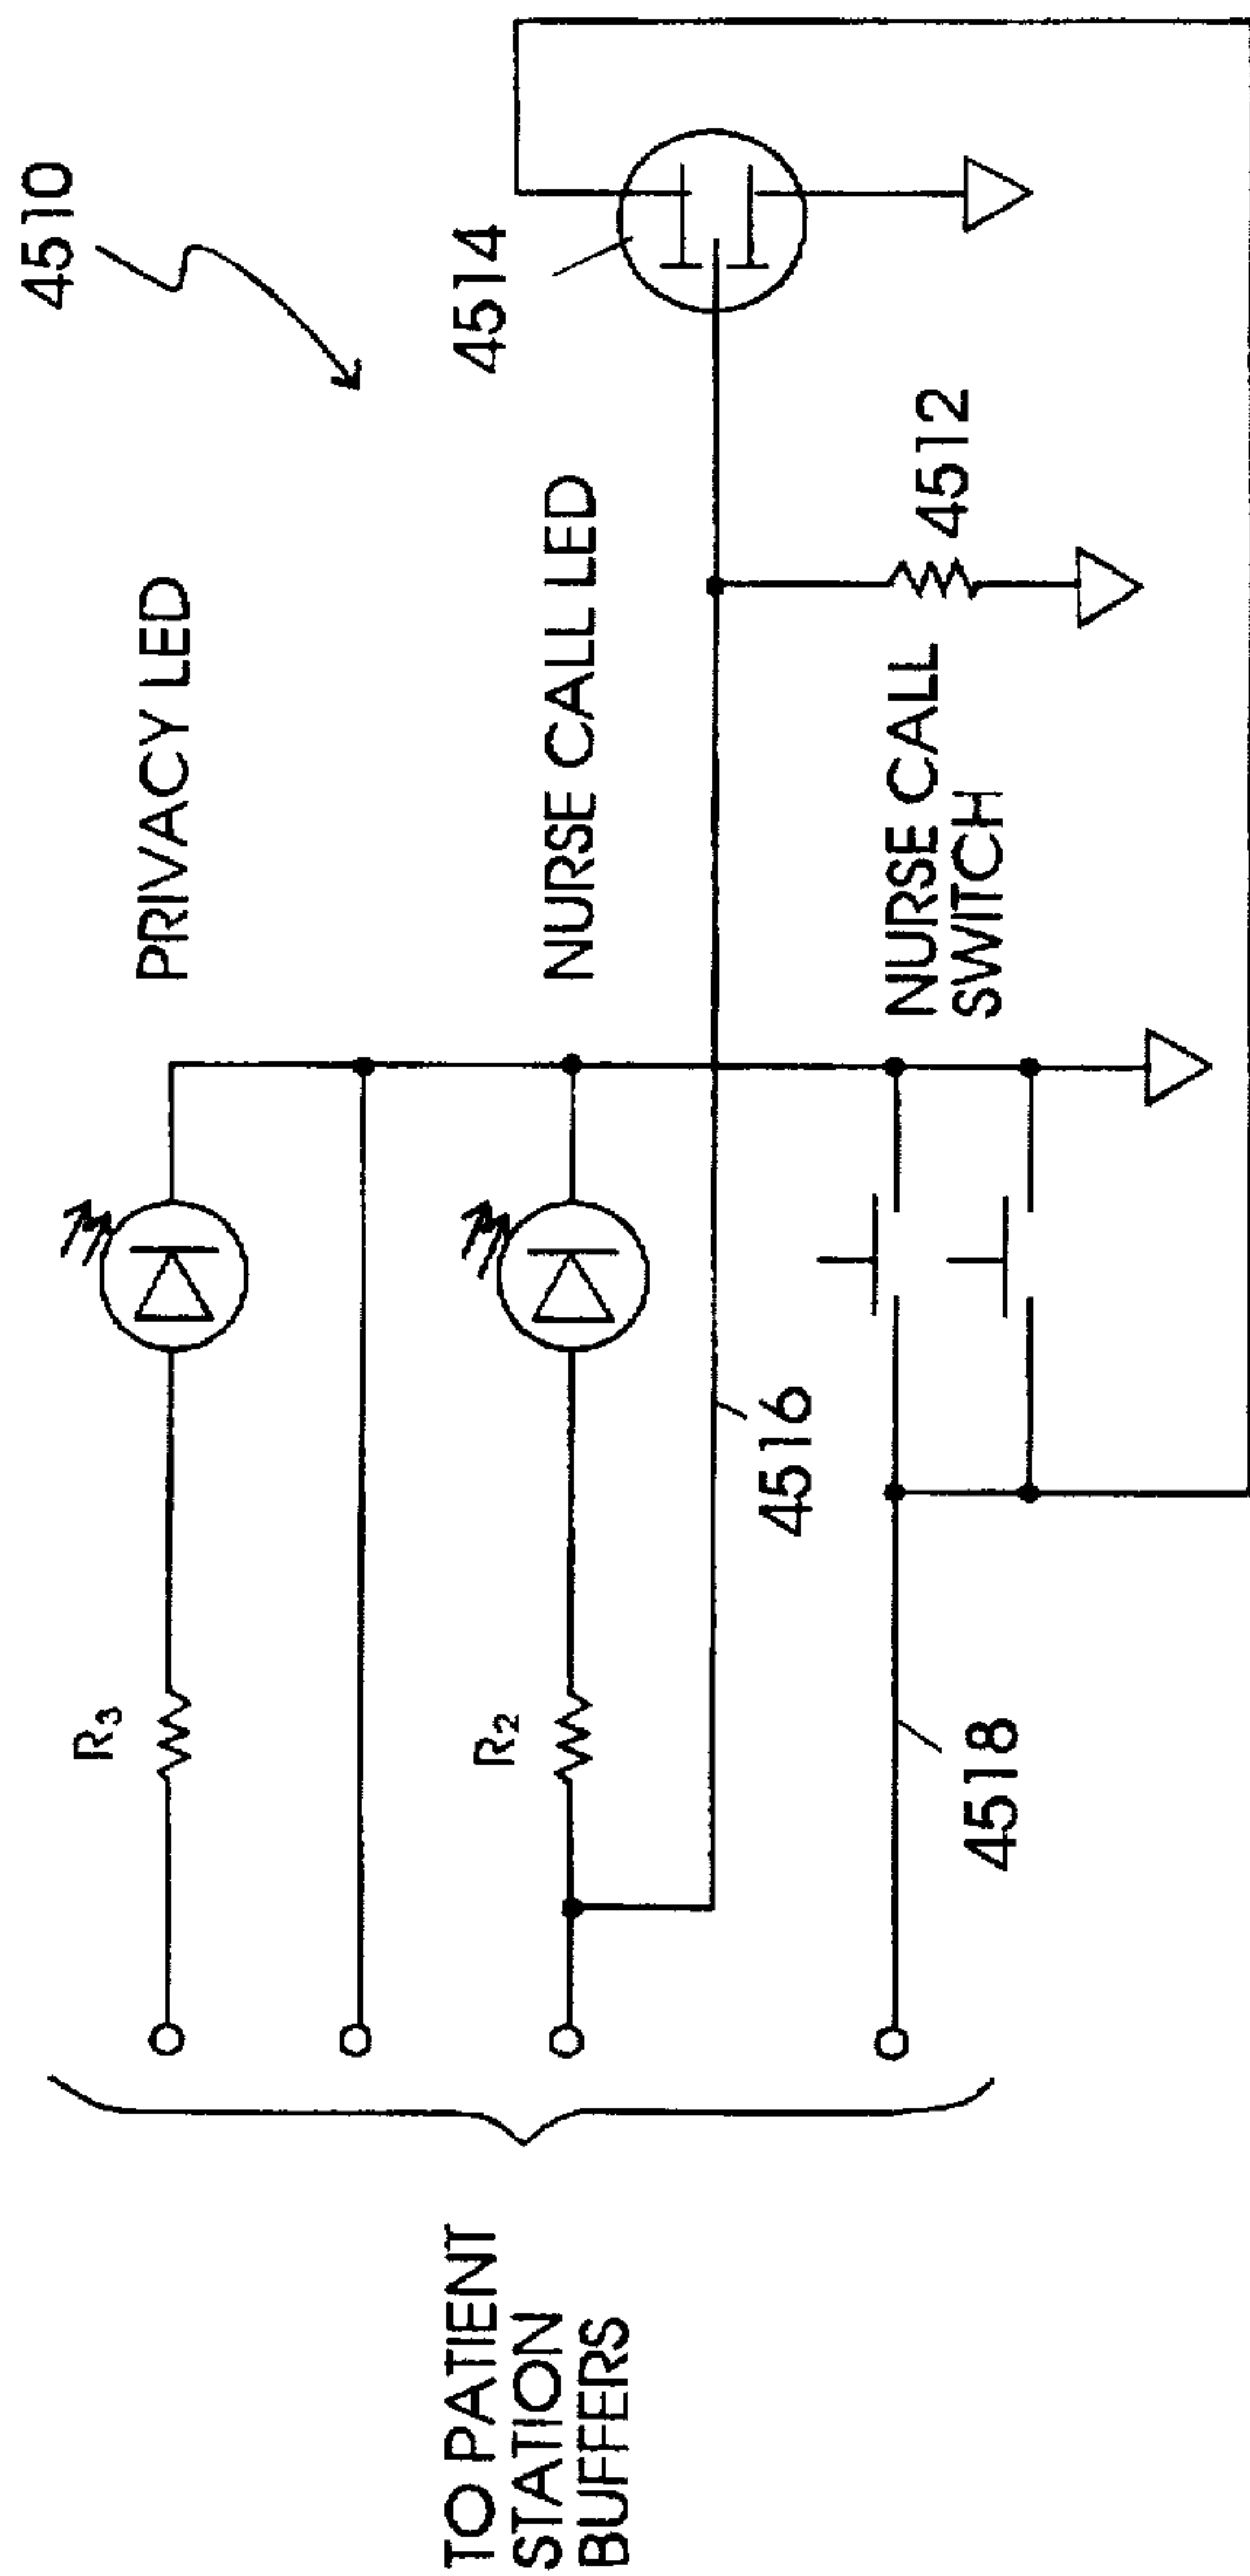 4510
PRIVACY LED
R3
4514
NURSE CALL LED
R2
TO PATIENT
STATION
BUFFERS
4516
4512
NURSE CALL
SWITCH
4518